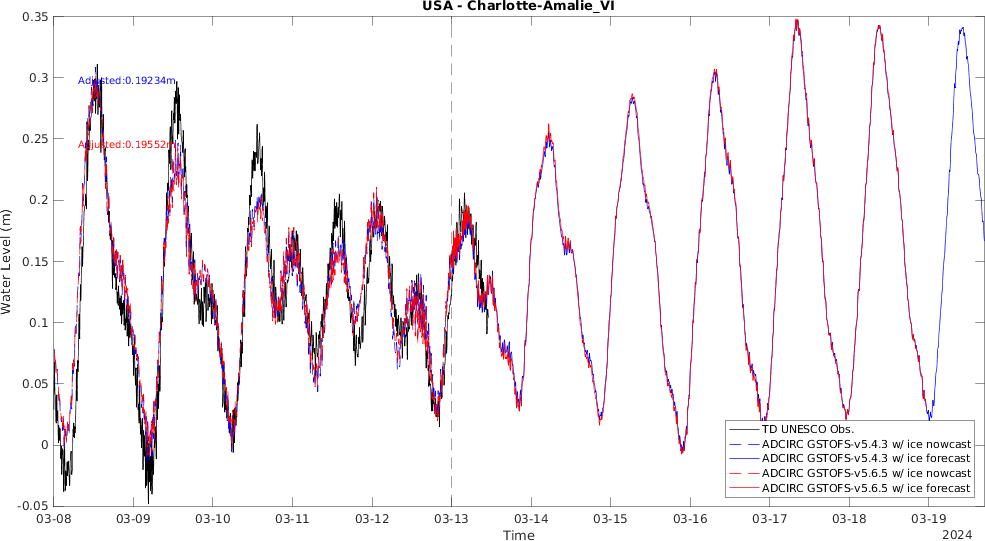 USA - Charlotte-Amalie_VI
0.35
0.3
0.25
0.2
0.15
0.1
0.05
0
-0.05
Water Level (m)
Adjusted:0.19234m
Adjusted:0.19552m
TD UNESCO Obs.
ADCIRC GSTOFS-v5.4.3 w/ ice nowcast
ADCIRC GSTOFS-v5.4.3 w/ ice forecast
ADCIRC GSTOFS-v5.6.5 w/ ice nowcast
ADCIRC GSTOFS-v5.6.5 w/ ice forecast
03-08 03-09 03-10 03-11 03-12 03-13 03-14 03-15 03-16 03-17 03-18 03-19
Time
2024